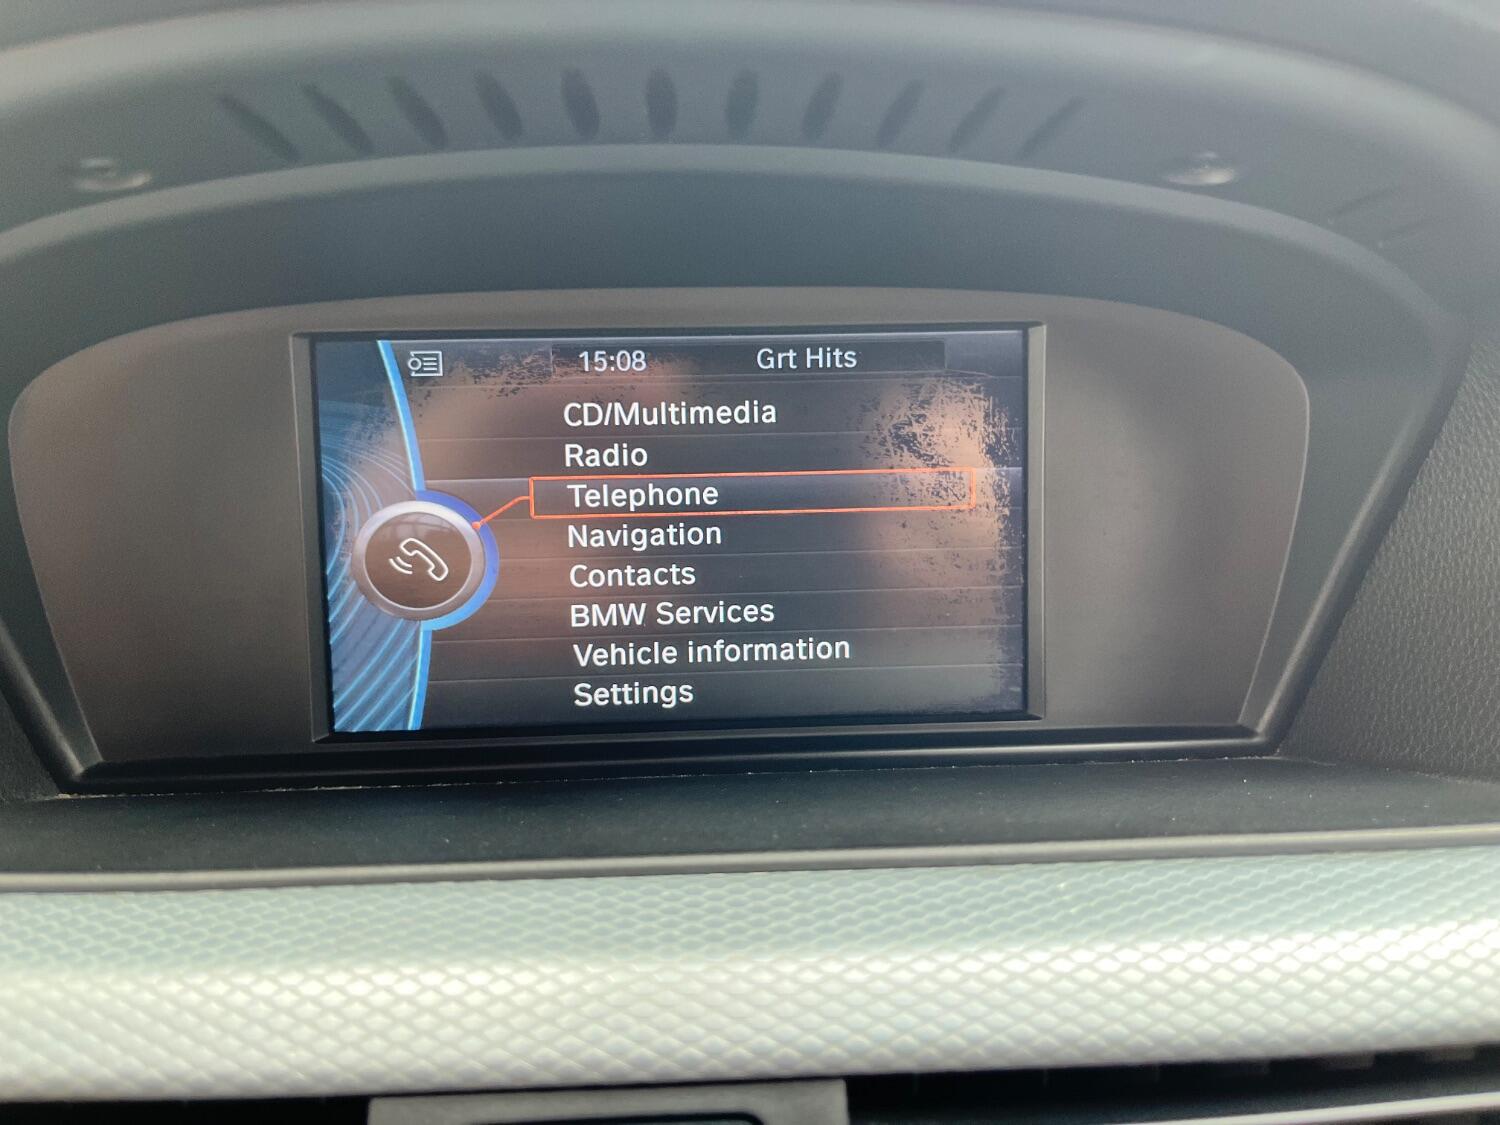 15:08 Grt Hits
CD/Multimedia
Radio
Telephone
Navigation
Contacts
BMW Services
Vehicle information
Settings